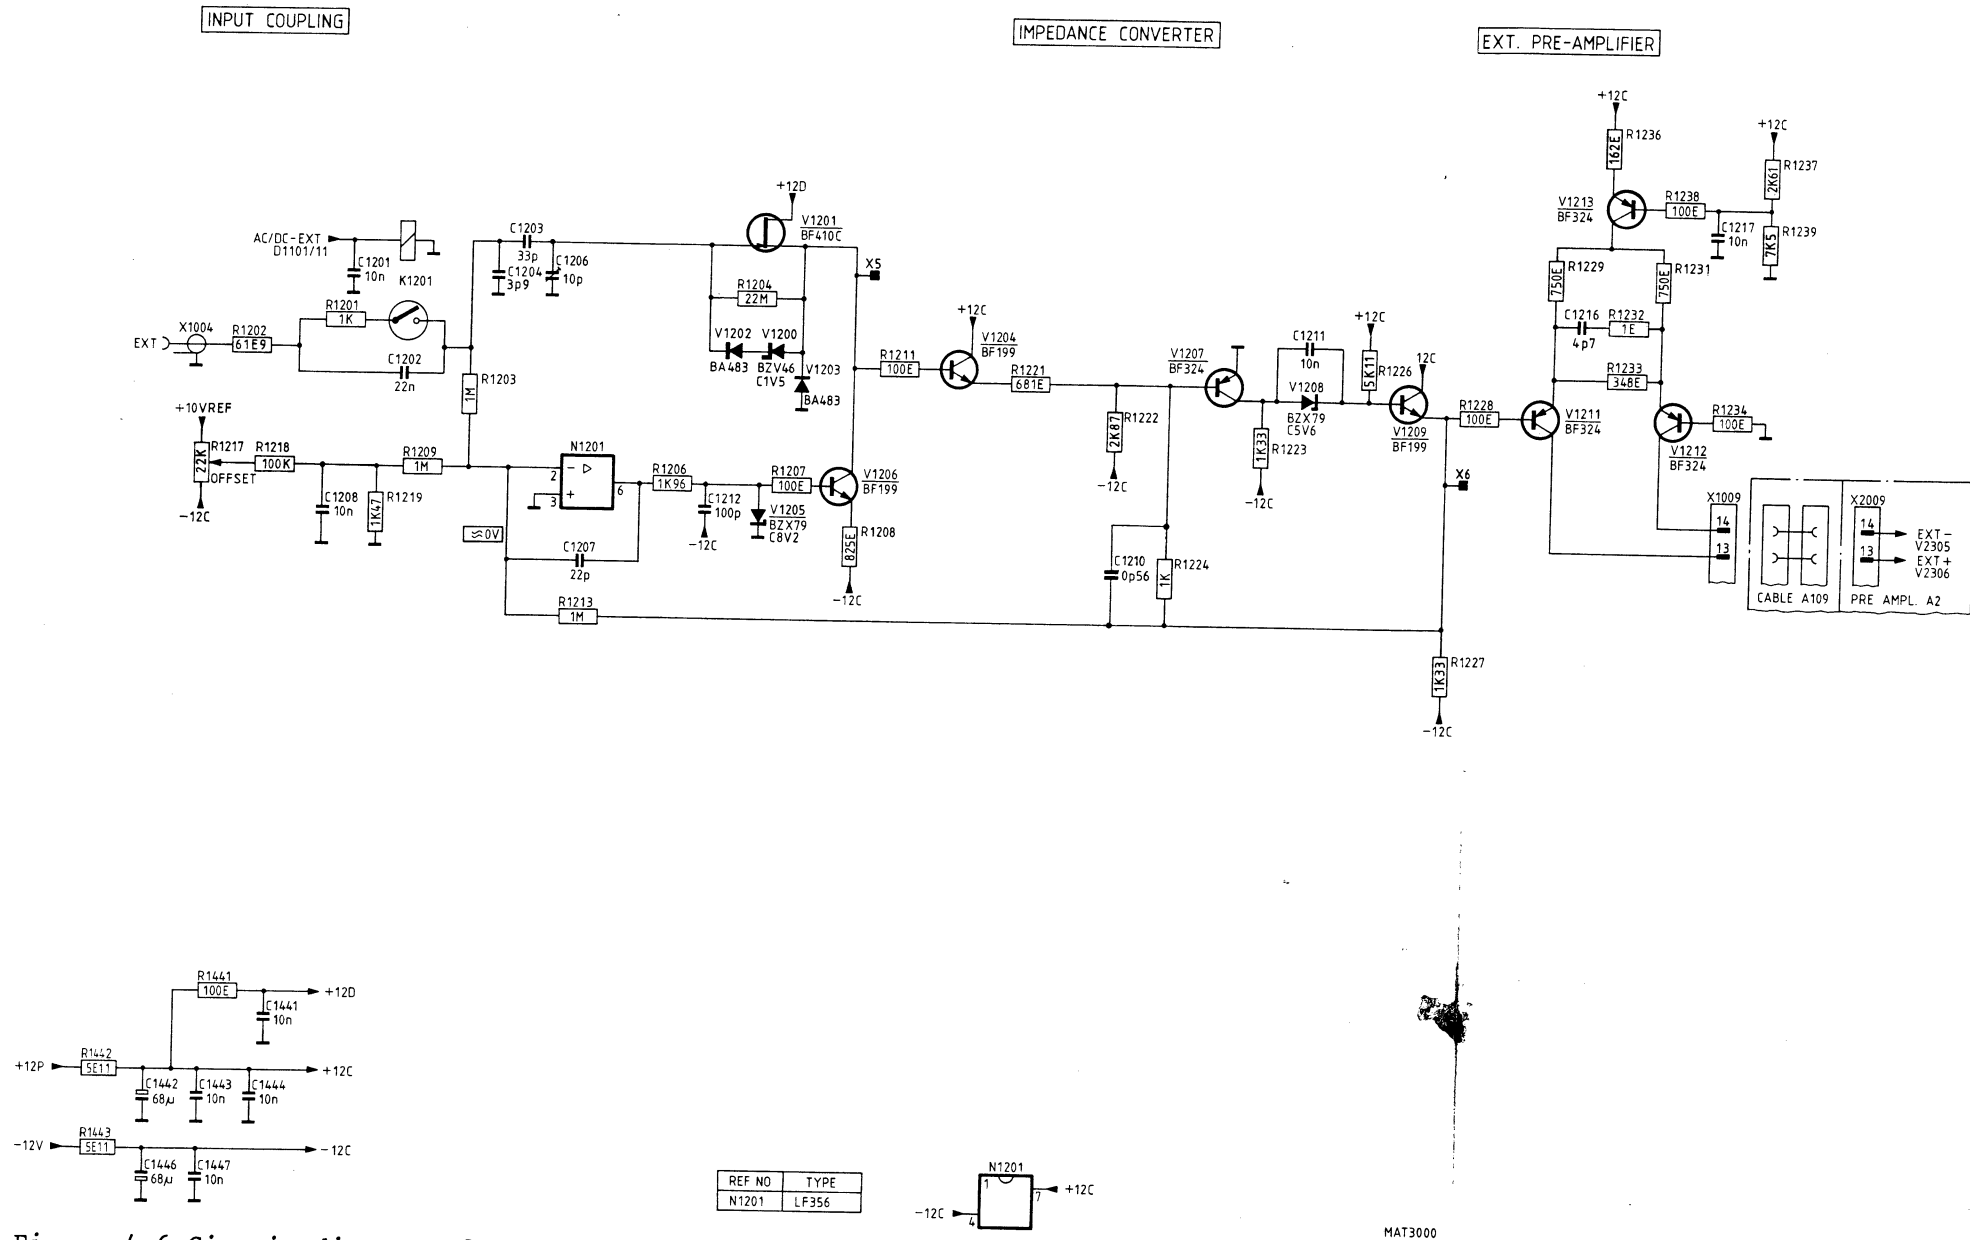 INPUT COUPLING
IMPEDANCE CONVERTER
EXT. PRE-AMPLIFIER
+12C
R1236
162E
+12C
R1237
2K61
V1213
BF324
R1238
100E
C1217
10n
R1239
7K5
+12D
V1201
BF410C
AC/DC-EXT
D1101/11
C1201
10n
K1201
C1203
33p
C1204
3p9
C1206
10p
X5
R1229
750E
R1231
750E
R1204
22M
X1004
EXT
R1202
61E9
R1201
1K
C1202
22n
V1202
BA483
V1200
BZV46
C1V5
V1203
BA483
+12C
V1204
BF199
R1211
100E
R1221
681E
V1207
BF324
C1211
10n
V1208
BZX79
C5V6
+12C
5K11
R1226
12C
V1209
BF199
C1216
4p7
R1232
1E
R1233
348E
R1203
1M
R1222
2K87
-12C
R1223
1K33
-12C
R1228
100E
V1211
BF324
V1212
BF324
R1234
100E
+10VREF
R1217
22K
OFFSET
-12C
R1218
100K
C1208
10n
R1219
1K47
R1209
1M
N1201
-
2
+
3
6
≈0V
R1206
1K96
C1212
100p
-12C
V1205
BZX79
C8V2
R1207
100E
V1206
BF199
R1208
825E
-12C
X6
X1009
14
13
CABLE A109
X2009
14
13
EXT-
V2305
EXT+
V2306
PRE AMPL. A2
C1207
22p
R1213
1M
C1210
0p56
R1224
1K
R1227
1K33
-12C
R1441
100E
+12D
C1441
10n
+12P
R1442
5E11
+12C
C1442
68µ
C1443
10n
C1444
10n
-12V
R1443
5E11
-12C
C1446
68µ
C1447
10n
REF NO TYPE
N1201 LF356
N1201
1
7
+12C
-12C
4
MAT3000